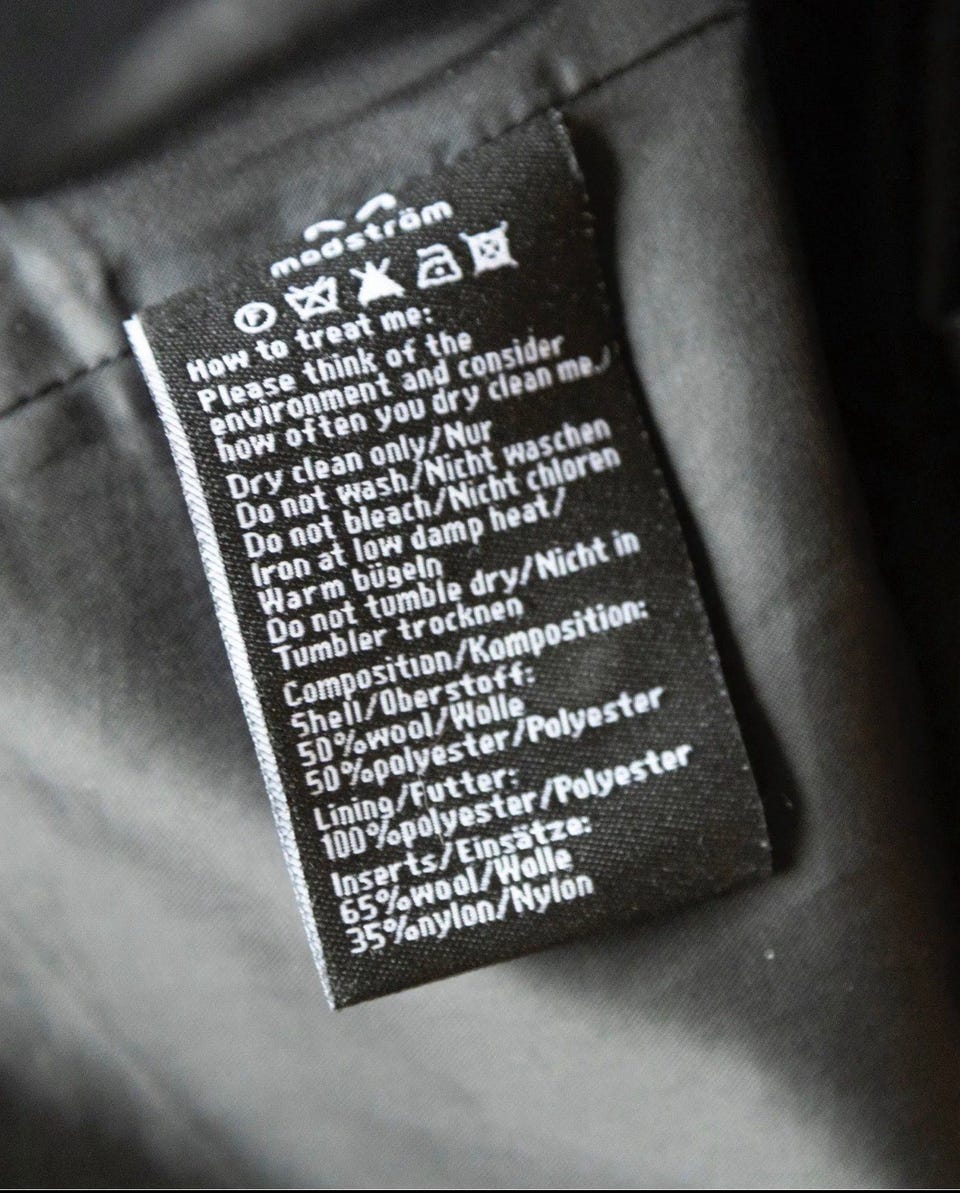 modström
F
How to treat me:
Please think of the
environment and consider
how often you dry clean me
Dry clean only/Nur
Do not wash/Nicht waschen
Do not bleach/Nicht chloren
Iron at low damp heat/
Warm bügeln
Do not tumble dry/Nicht in
Tumbler trocknen
Composition/Komposition:
Shell/Oberstoff:
50%wool/Wolle
50%polyester/Polyester
Lining/Futter:
100%polyester/Polyester
Inserts/Einsätze:
65%wool/Wolle
35%nylon/Nylon